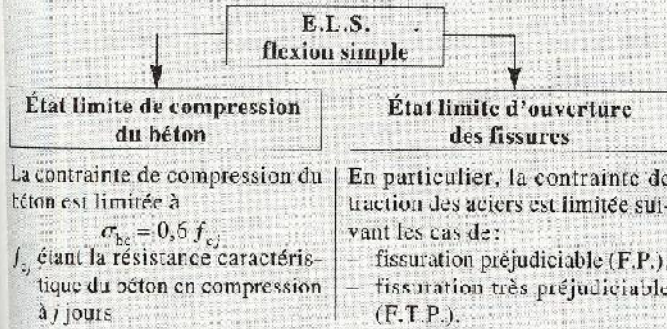 E.L.S.
flexion simple
État limite de compression
du béton
La contrainte de compression du
béton est limitée à
σbc = 0,6 fcj
fcj étant la résistance caractéris-
tique du béton en compression
à j jours
État limite d'ouverture
des fissures
En particulier, la contrainte de
traction des aciers est limitée sui-
vant les cas de :
– fissuration préjudiciable (F.P.)
– fissuration très préjudiciable
(F.T.P.).